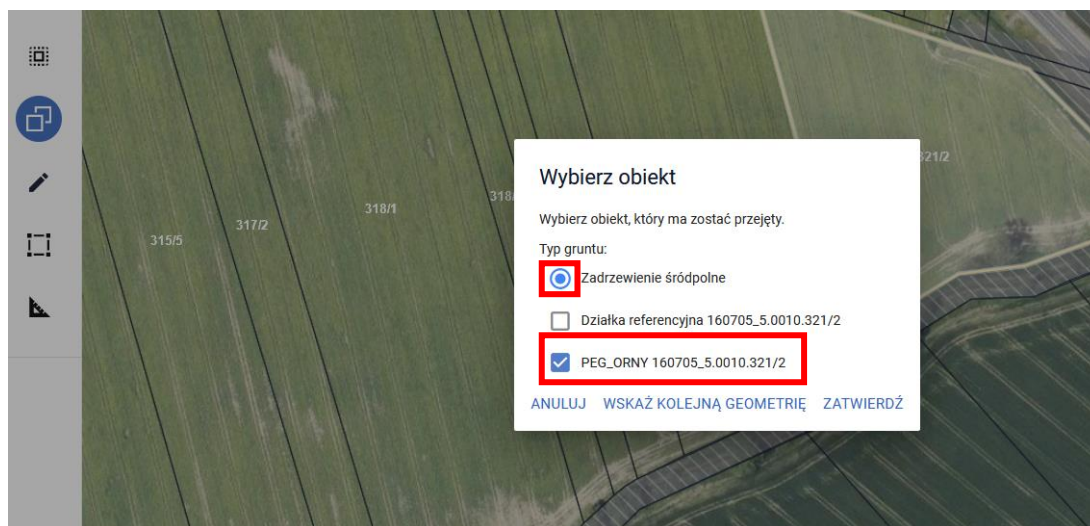 315/5
317/2
318/1
318/
321/2
Wybierz obiekt
Wybierz obiekt, który ma zostać przejęty.
Typ gruntu:
Zadrzewienie śródpolne
Działka referencyjna 160705_5.0010.321/2
PEG_ORNY 160705_5.0010.321/2
ANULUJ WSKAŻ KOLEJNĄ GEOMETRIĘ ZATWIERDŹ